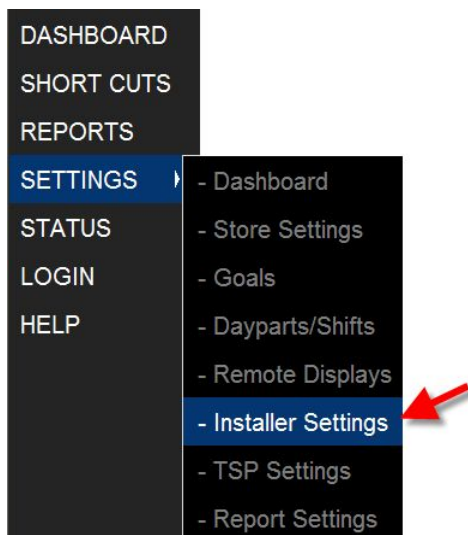 DASHBOARD
SHORT CUTS
REPORTS
SETTINGS
STATUS
LOGIN
HELP
- Dashboard
- Store Settings
- Goals
- Dayparts/Shifts
- Remote Displays
- Installer Settings
- TSP Settings
- Report Settings